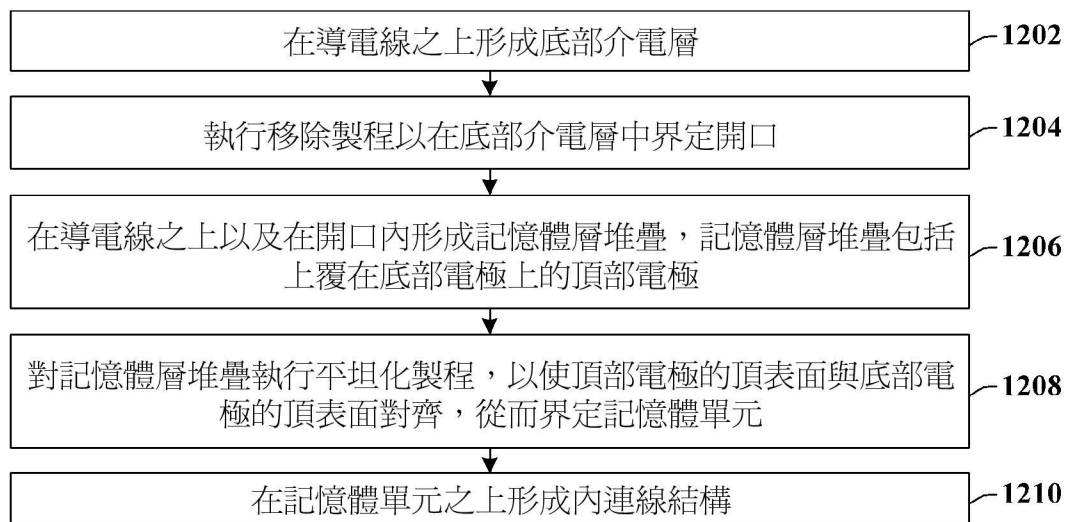 在導電線之上形成底部介電層
1202
執行移除製程以在底部介電層中界定開口
1204
在導電線之上以及在開口內形成記憶體層堆疊,記憶體層堆疊包括
上覆在底部電極上的頂部電極
1206
對記憶體層堆疊執行平坦化製程,以使頂部電極的頂表面與底部電
極的頂表面對齊,從而界定記憶體單元
1208
在記憶體單元之上形成內連線結構
1210